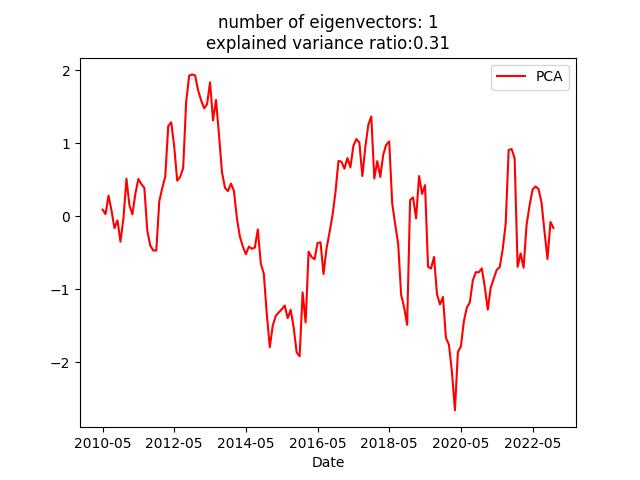 number of eigenvectors: 1
explained variance ratio:0.31
PCA
2
1
0
−1
−2
2010-05 2012-05 2014-05 2016-05 2018-05 2020-05 2022-05
Date